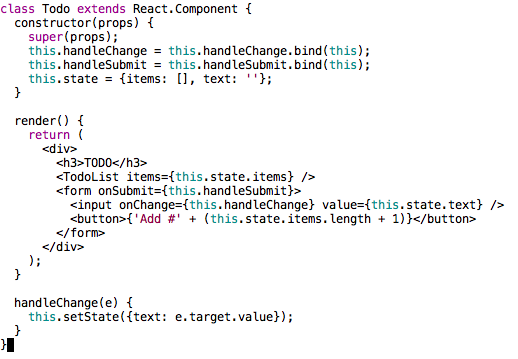 class Todo extends React.Component {
  constructor(props) {
    super(props);
    this.handleChange = this.handleChange.bind(this);
    this.handleSubmit = this.handleSubmit.bind(this);
    this.state = {items: [], text: ''};
  }

  render() {
    return (
      <div>
        <h3>TODO</h3>
        <TodoList items={this.state.items} />
        <form onSubmit={this.handleSubmit}>
          <input onChange={this.handleChange} value={this.state.text} />
          <button>{'Add #' + (this.state.items.length + 1)}</button>
        </form>
      </div>
    );
  }

  handleChange(e) {
    this.setState({text: e.target.value});
  }
}